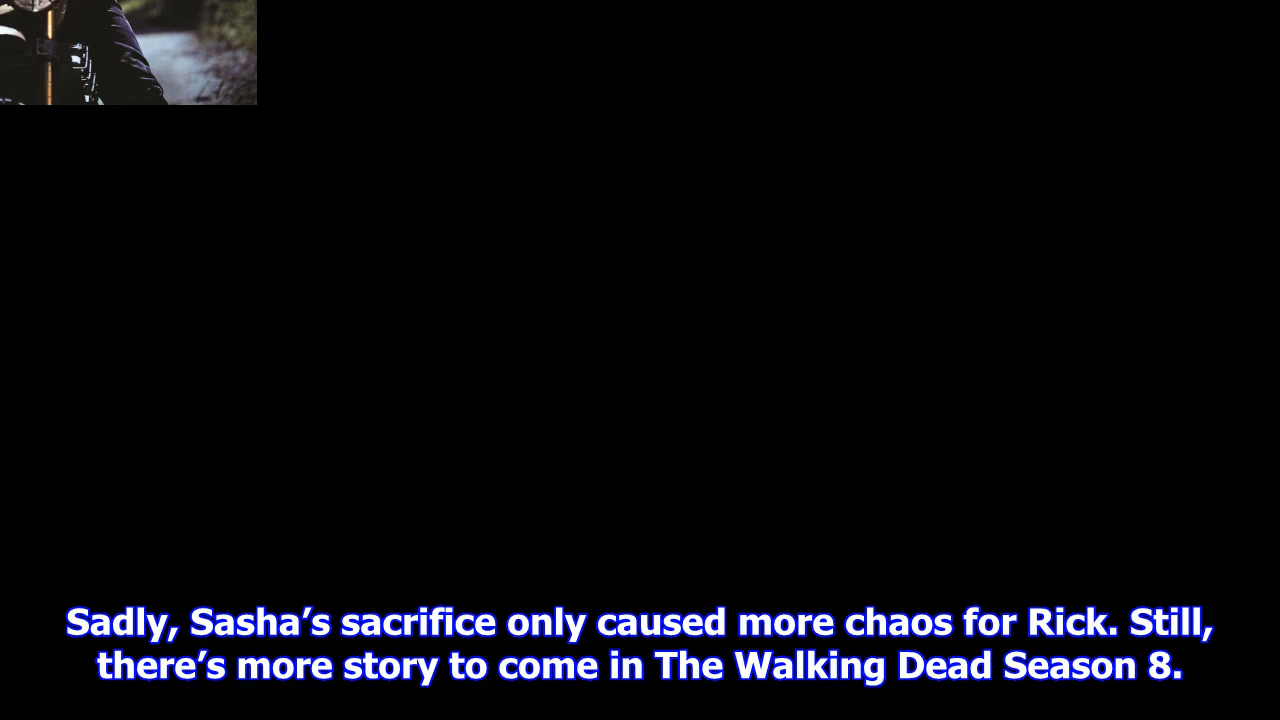 Sadly, Sasha’s sacrifice only caused more chaos for Rick. Still,
there’s more story to come in The Walking Dead Season 8.